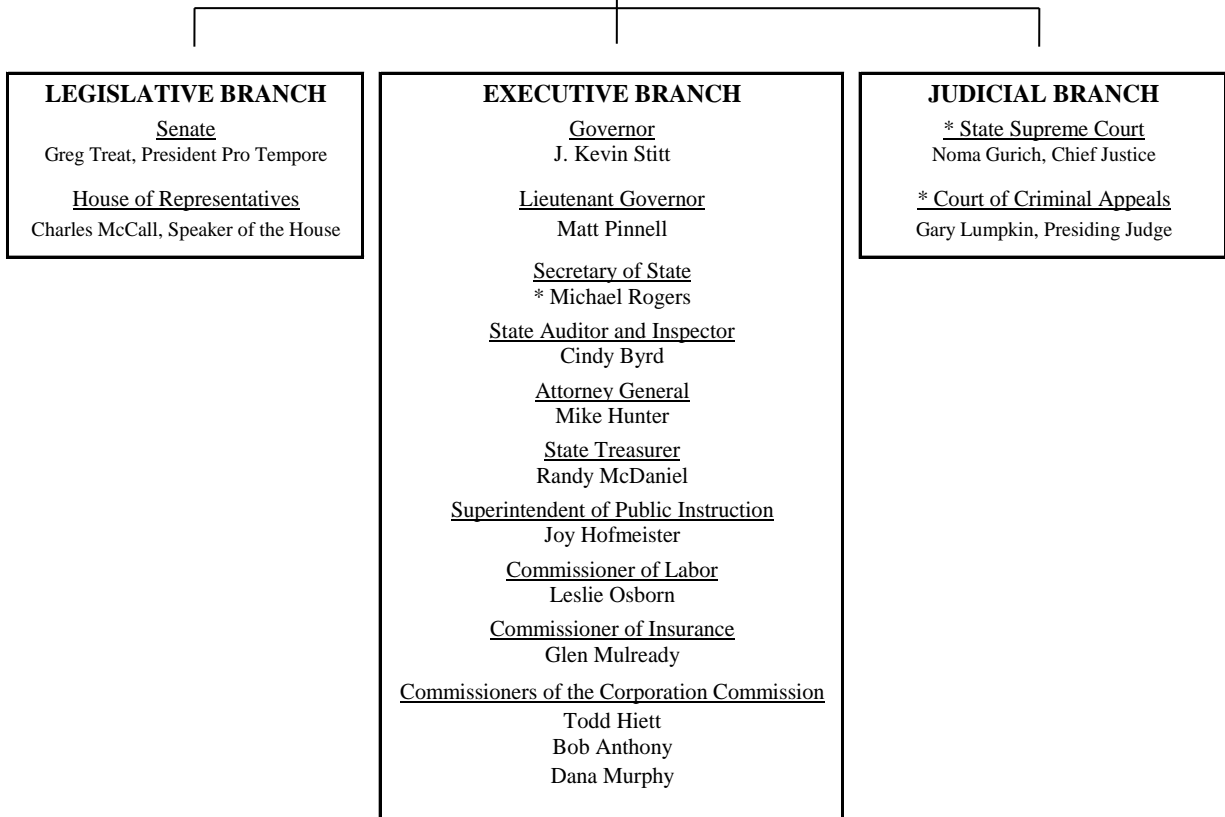 LEGISLATIVE BRANCH
Senate
Greg Treat, President Pro Tempore
House of Representatives
Charles McCall, Speaker of the House
EXECUTIVE BRANCH
Governor
J. Kevin Stitt
Lieutenant Governor
Matt Pinnell
Secretary of State
* Michael Rogers
State Auditor and Inspector
Cindy Byrd
Attorney General
Mike Hunter
State Treasurer
Randy McDaniel
Superintendent of Public Instruction
Joy Hofmeister
Commissioner of Labor
Leslie Osborn
Commissioner of Insurance
Glen Mulready
Commissioners of the Corporation Commission
Todd Hiett
Bob Anthony
Dana Murphy
JUDICIAL BRANCH
* State Supreme Court
Noma Gurich, Chief Justice
* Court of Criminal Appeals
Gary Lumpkin, Presiding Judge